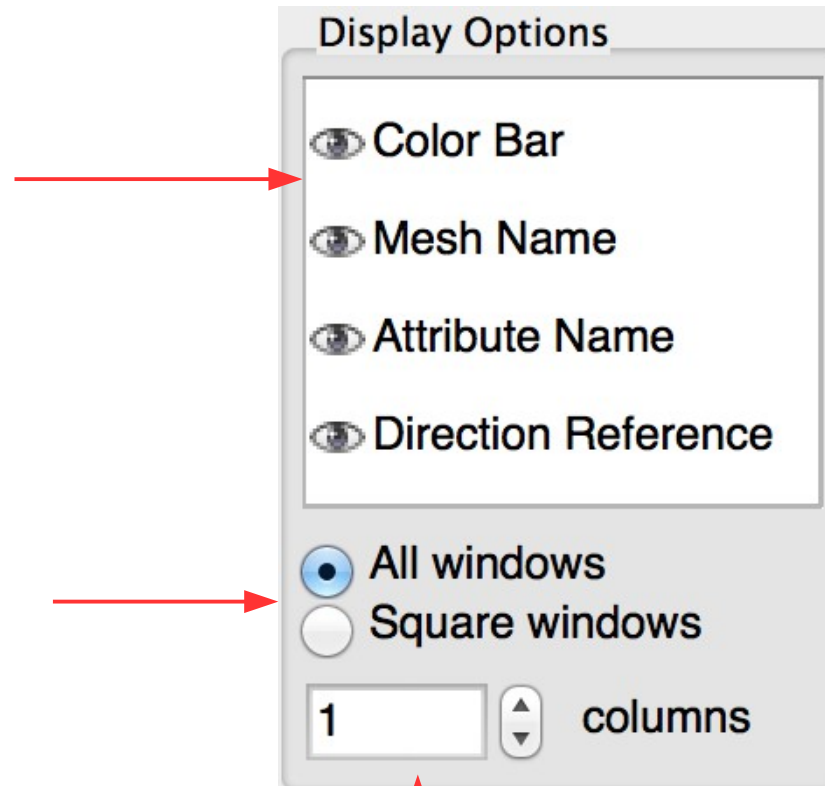 Display Options
Color Bar
Mesh Name
Attribute Name
Direction Reference
All windows
Square windows
1 columns